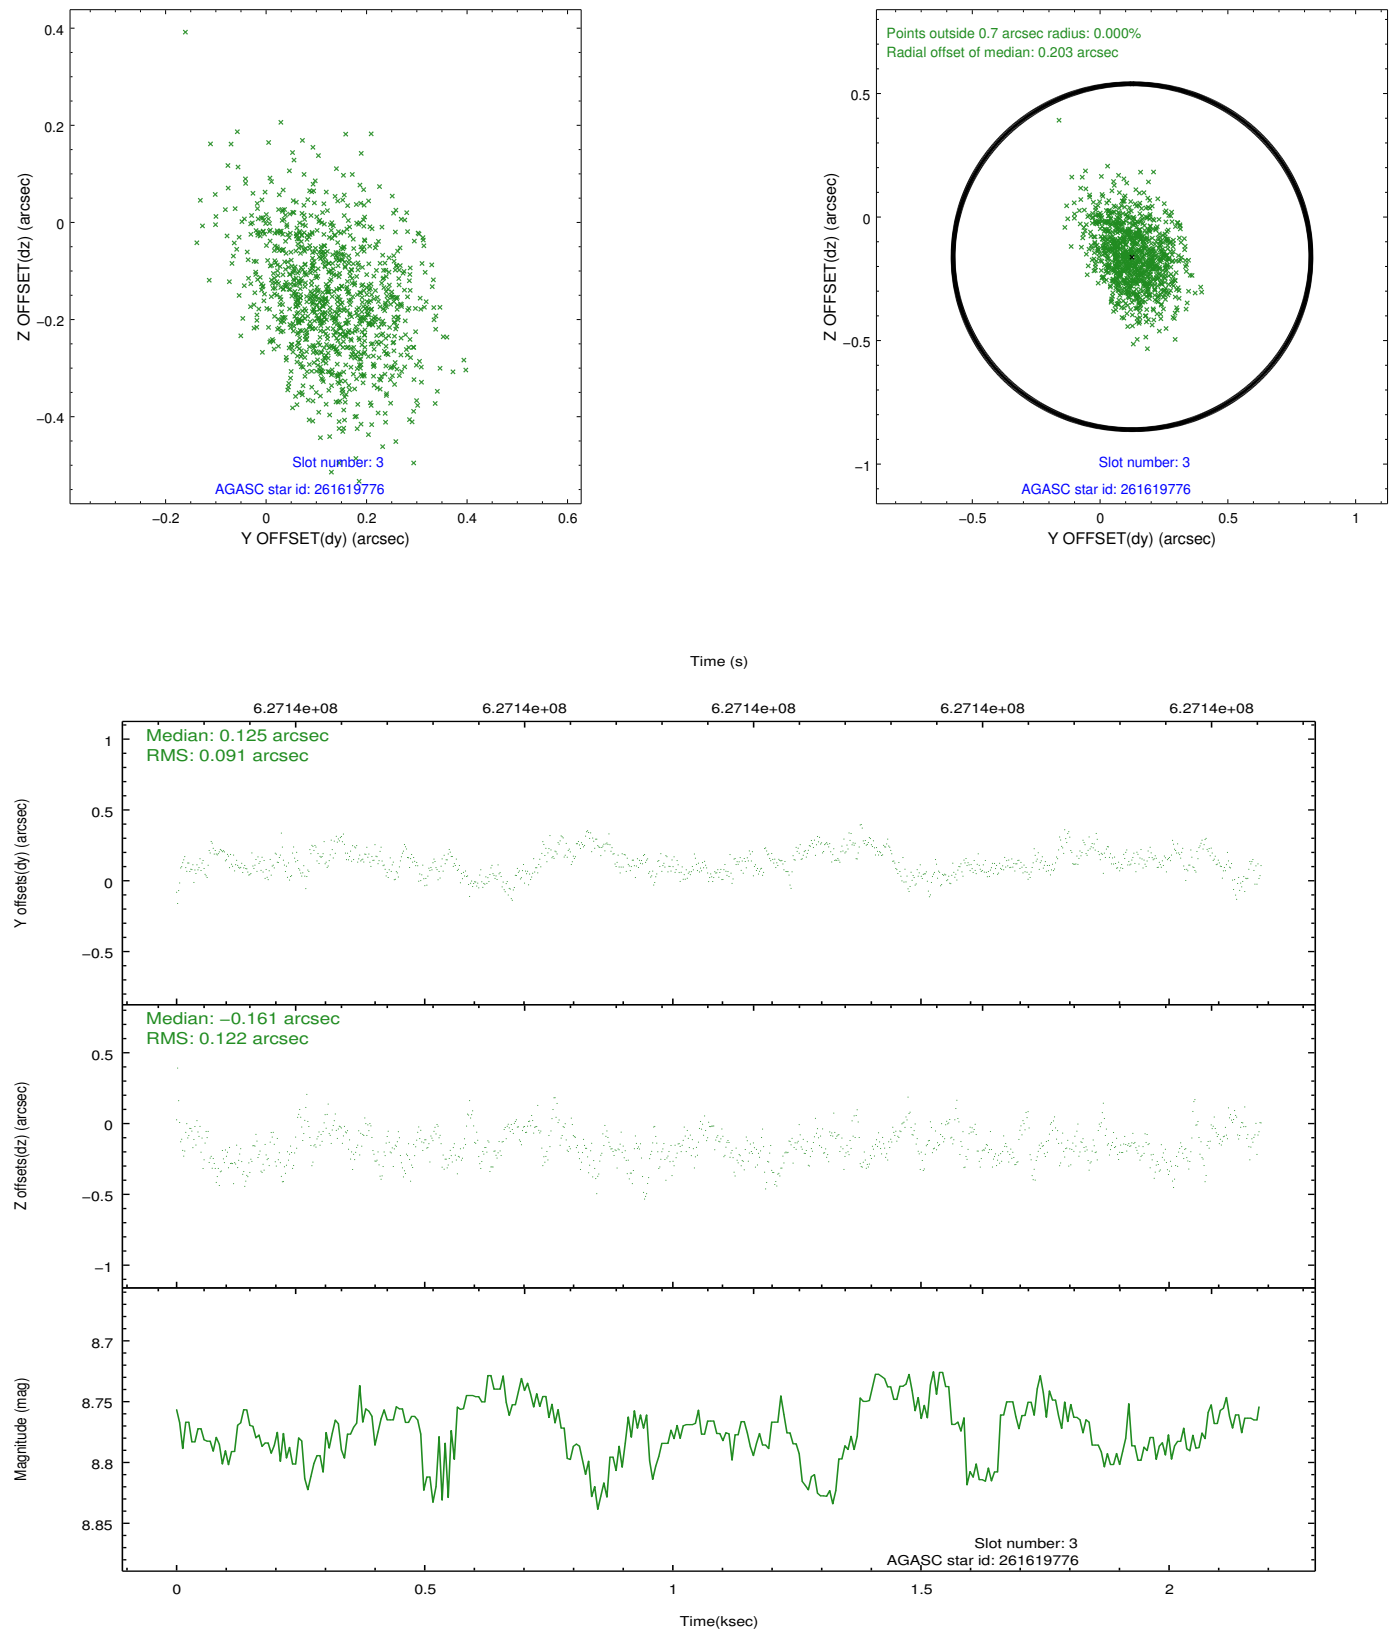 0.4
0.2
0
−0.2
−0.4
Z OFFSET(dz) (arcsec)
Slot number: 3
AGASC star id: 261619776
−0.2 0 0.2 0.4 0.6
Y OFFSET(dy) (arcsec)
Points outside 0.7 arcsec radius: 0.000%
Radial offset of median: 0.203 arcsec
0.5
0
−0.5
−1
Z OFFSET(dz) (arcsec)
Slot number: 3
AGASC star id: 261619776
−0.5 0 0.5 1
Y OFFSET(dy) (arcsec)
Time (s)
6.2714e+08 6.2714e+08 6.2714e+08 6.2714e+08 6.2714e+08
Median: 0.125 arcsec
RMS: 0.091 arcsec
1
0.5
0
−0.5
Y offsets(dy) (arcsec)
Median: −0.161 arcsec
RMS: 0.122 arcsec
0.5
0
−0.5
−1
Z offsets(dz) (arcsec)
8.7
8.75
8.8
8.85
Magnitude (mag)
Slot number: 3
AGASC star id: 261619776
0 0.5 1 1.5 2
Time(ksec)